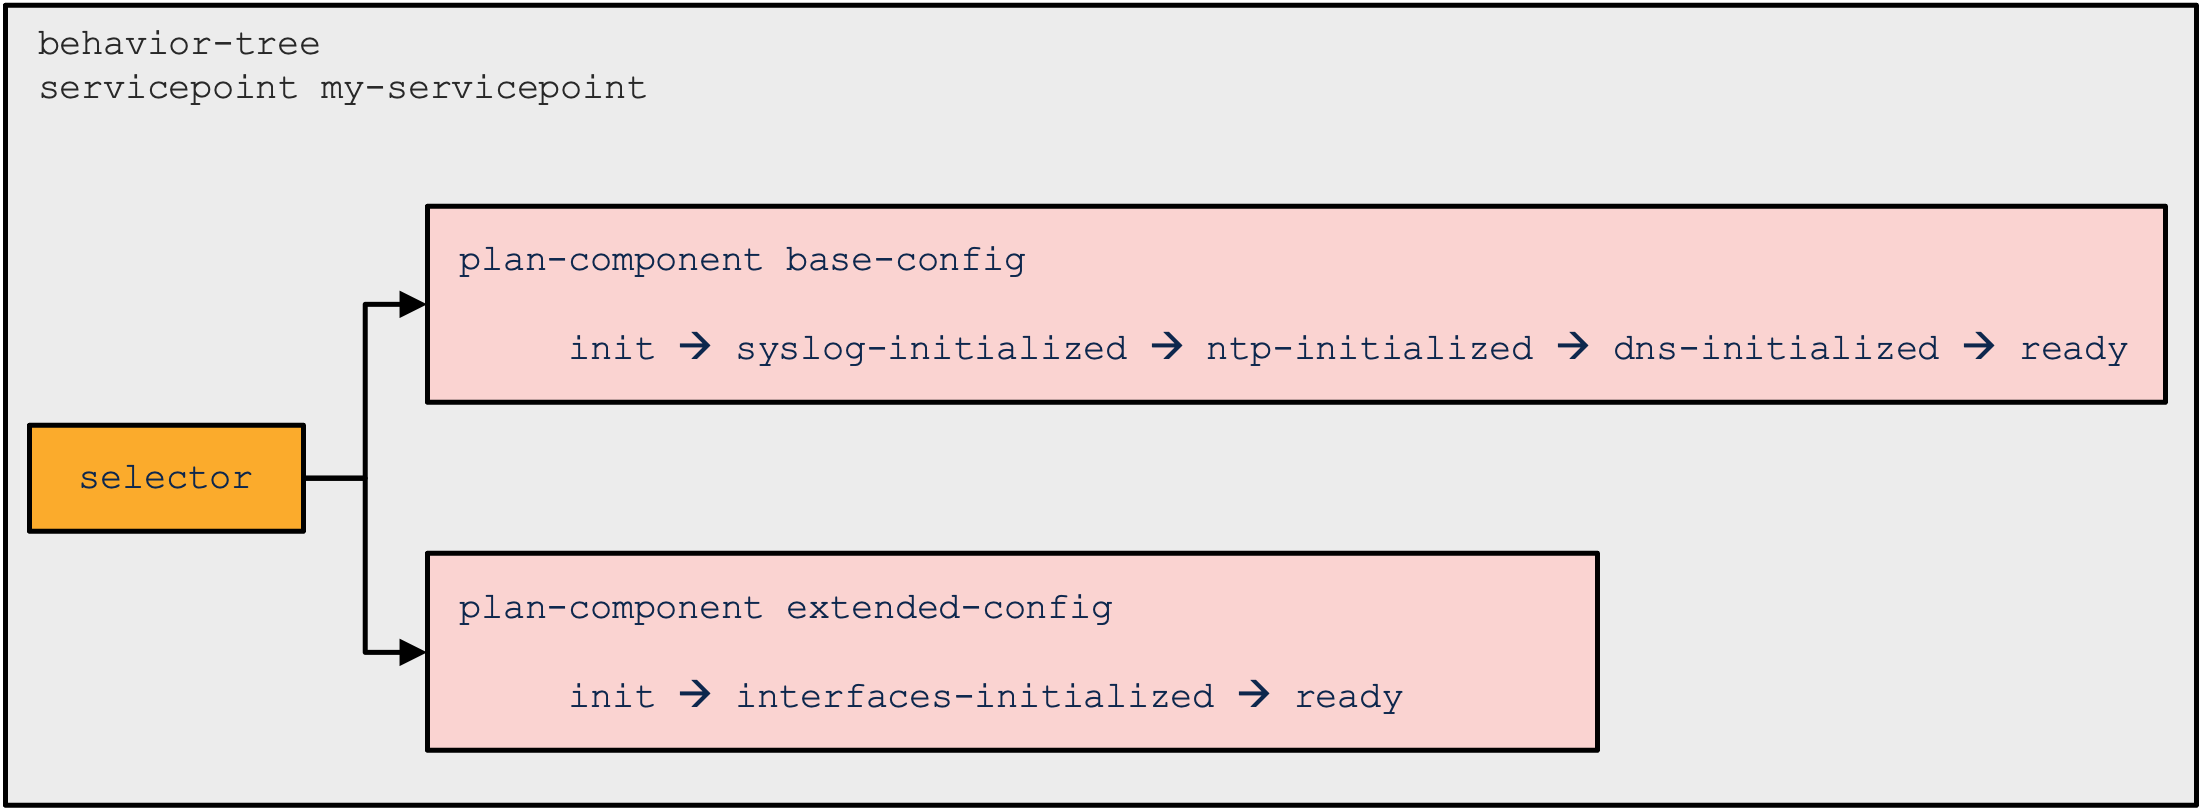 behavior-tree
servicepoint my-servicepoint
plan-component base-config
init → syslog-initialized → ntp-initialized → dns-initialized → ready
selector
plan-component extended-config
init → interfaces-initialized → ready